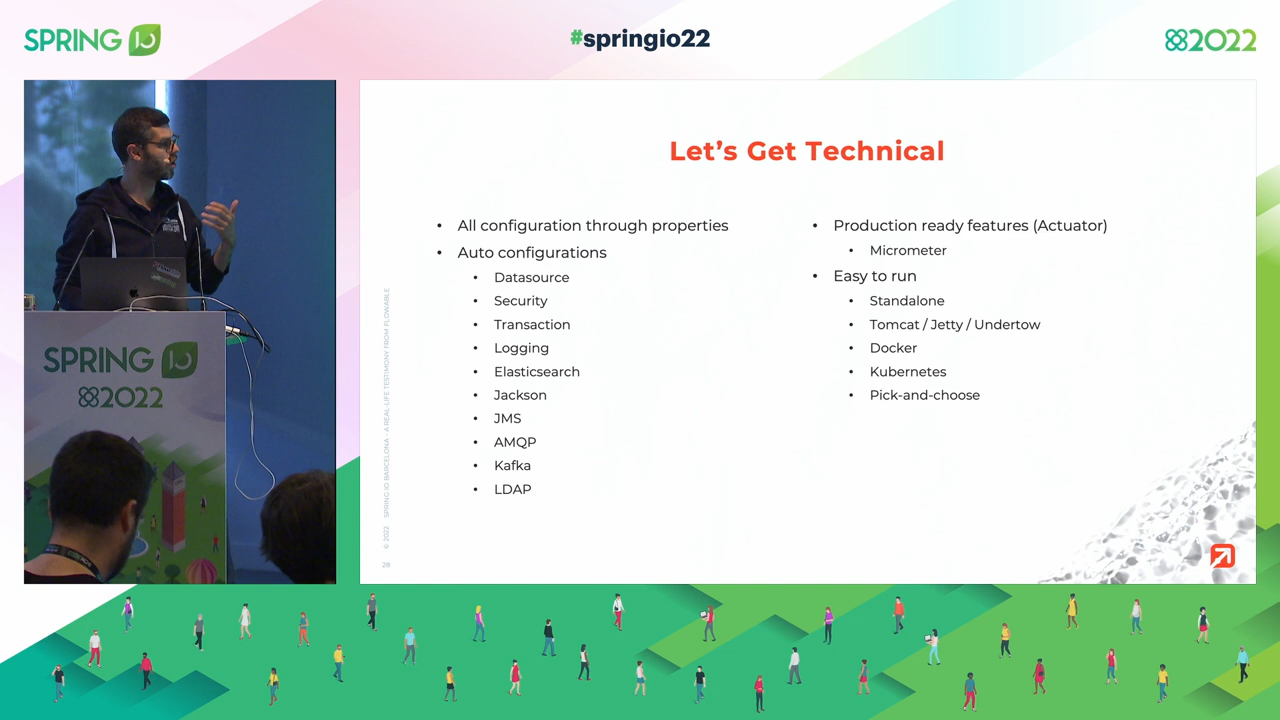 SPRING IO
#springio22
2022
SPRING IO
2022
Let's Get Technical
• All configuration through properties
• Auto configurations
• Datasource
• Security
• Transaction
• Logging
• Elasticsearch
• Jackson
• JMS
• AMQP
• Kafka
• LDAP
• Production ready features (Actuator)
• Micrometer
• Easy to run
• Standalone
• Tomcat / Jetty / Undertow
• Docker
• Kubernetes
• Pick-and-choose
© 2022 SPRING IO BARCELONA - A REAL-LIFE TESTIMONY FROM FLOWABLE
28